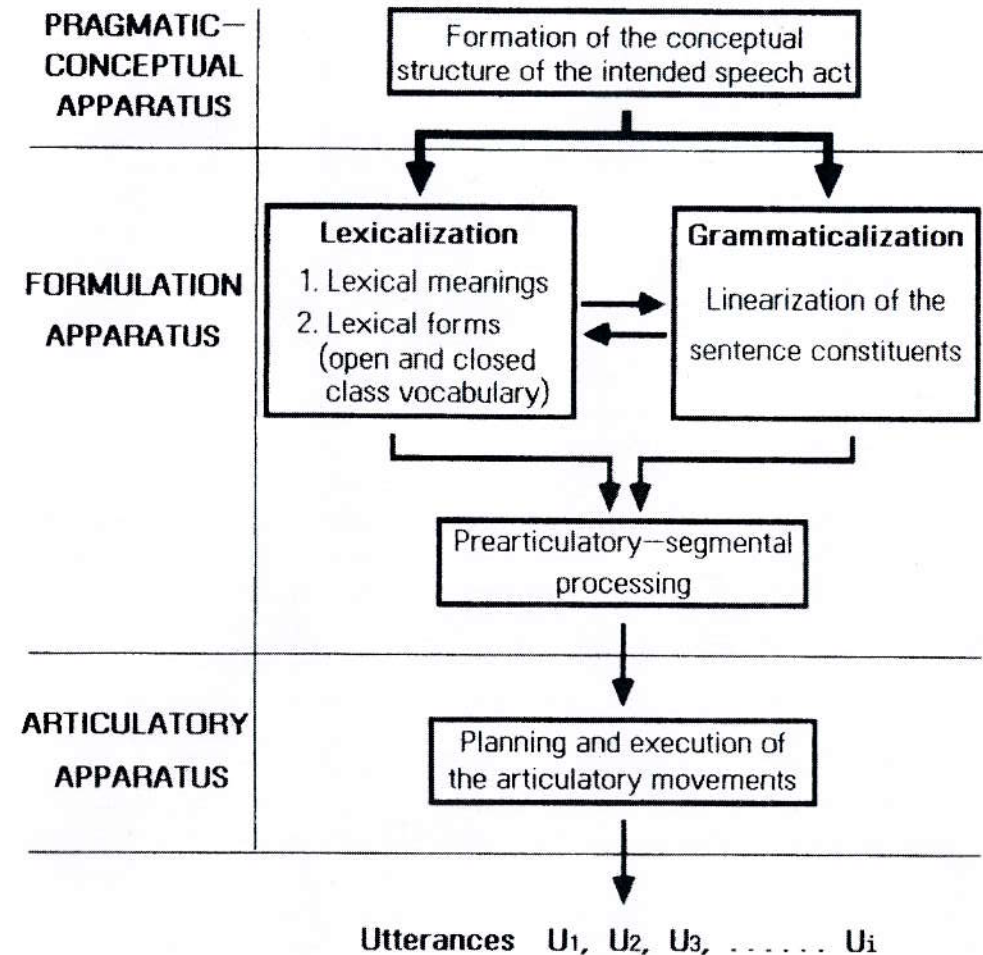 PRAGMATIC—
CONCEPTUAL
APPARATUS
Formation of the conceptual
structure of the intended speech act
FORMULATION
APPARATUS
Lexicalization
1. Lexical meanings
2. Lexical forms
(open and closed
class vocabulary)
Grammaticalization
Linearization of the
sentence constituents
Prearticulatory—segmental
processing
ARTICULATORY
APPARATUS
Planning and execution of
the articulatory movements
Utterances U1, U2, U3, ...... Ui